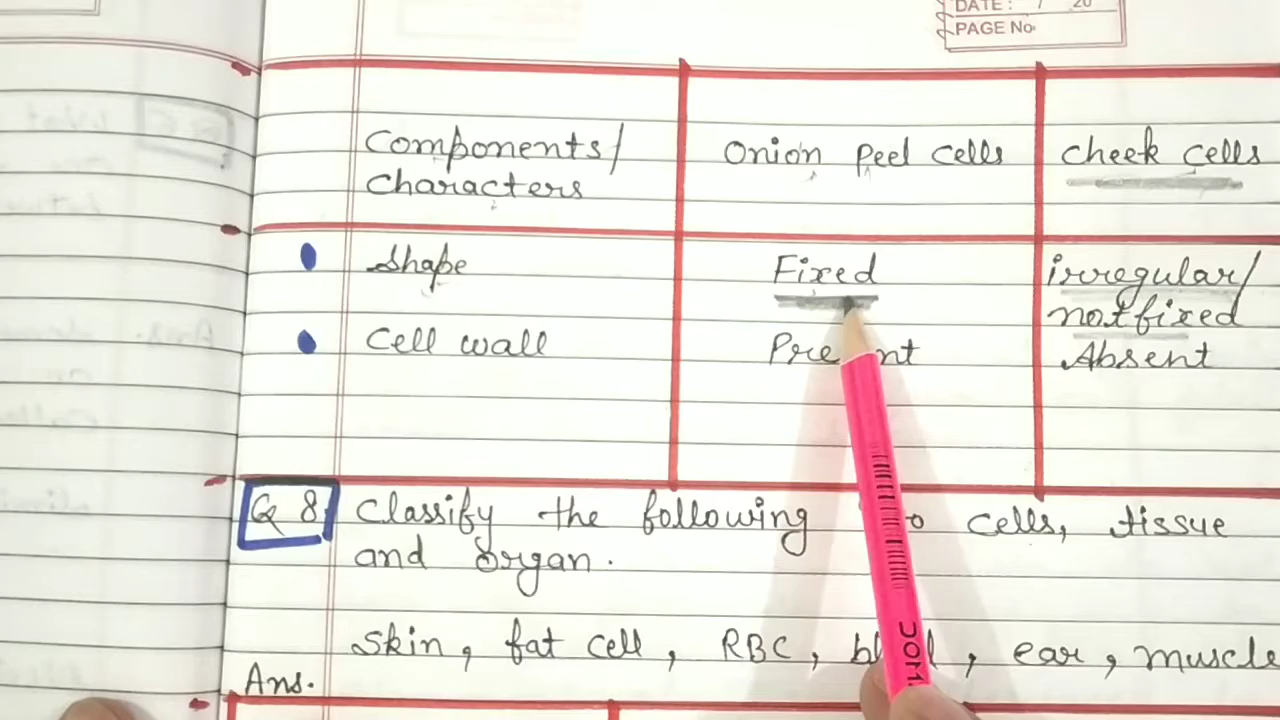 DATE: / 20
PAGE No.
Components/ Onion Peel cells cheek cells
characters
Shape Fixed irregular/
not fixed
Cell wall Absent
Q 8. Classify the following cells, tissue
and organ.
skin, fat cell, RBC, ear, muscle
Ans.